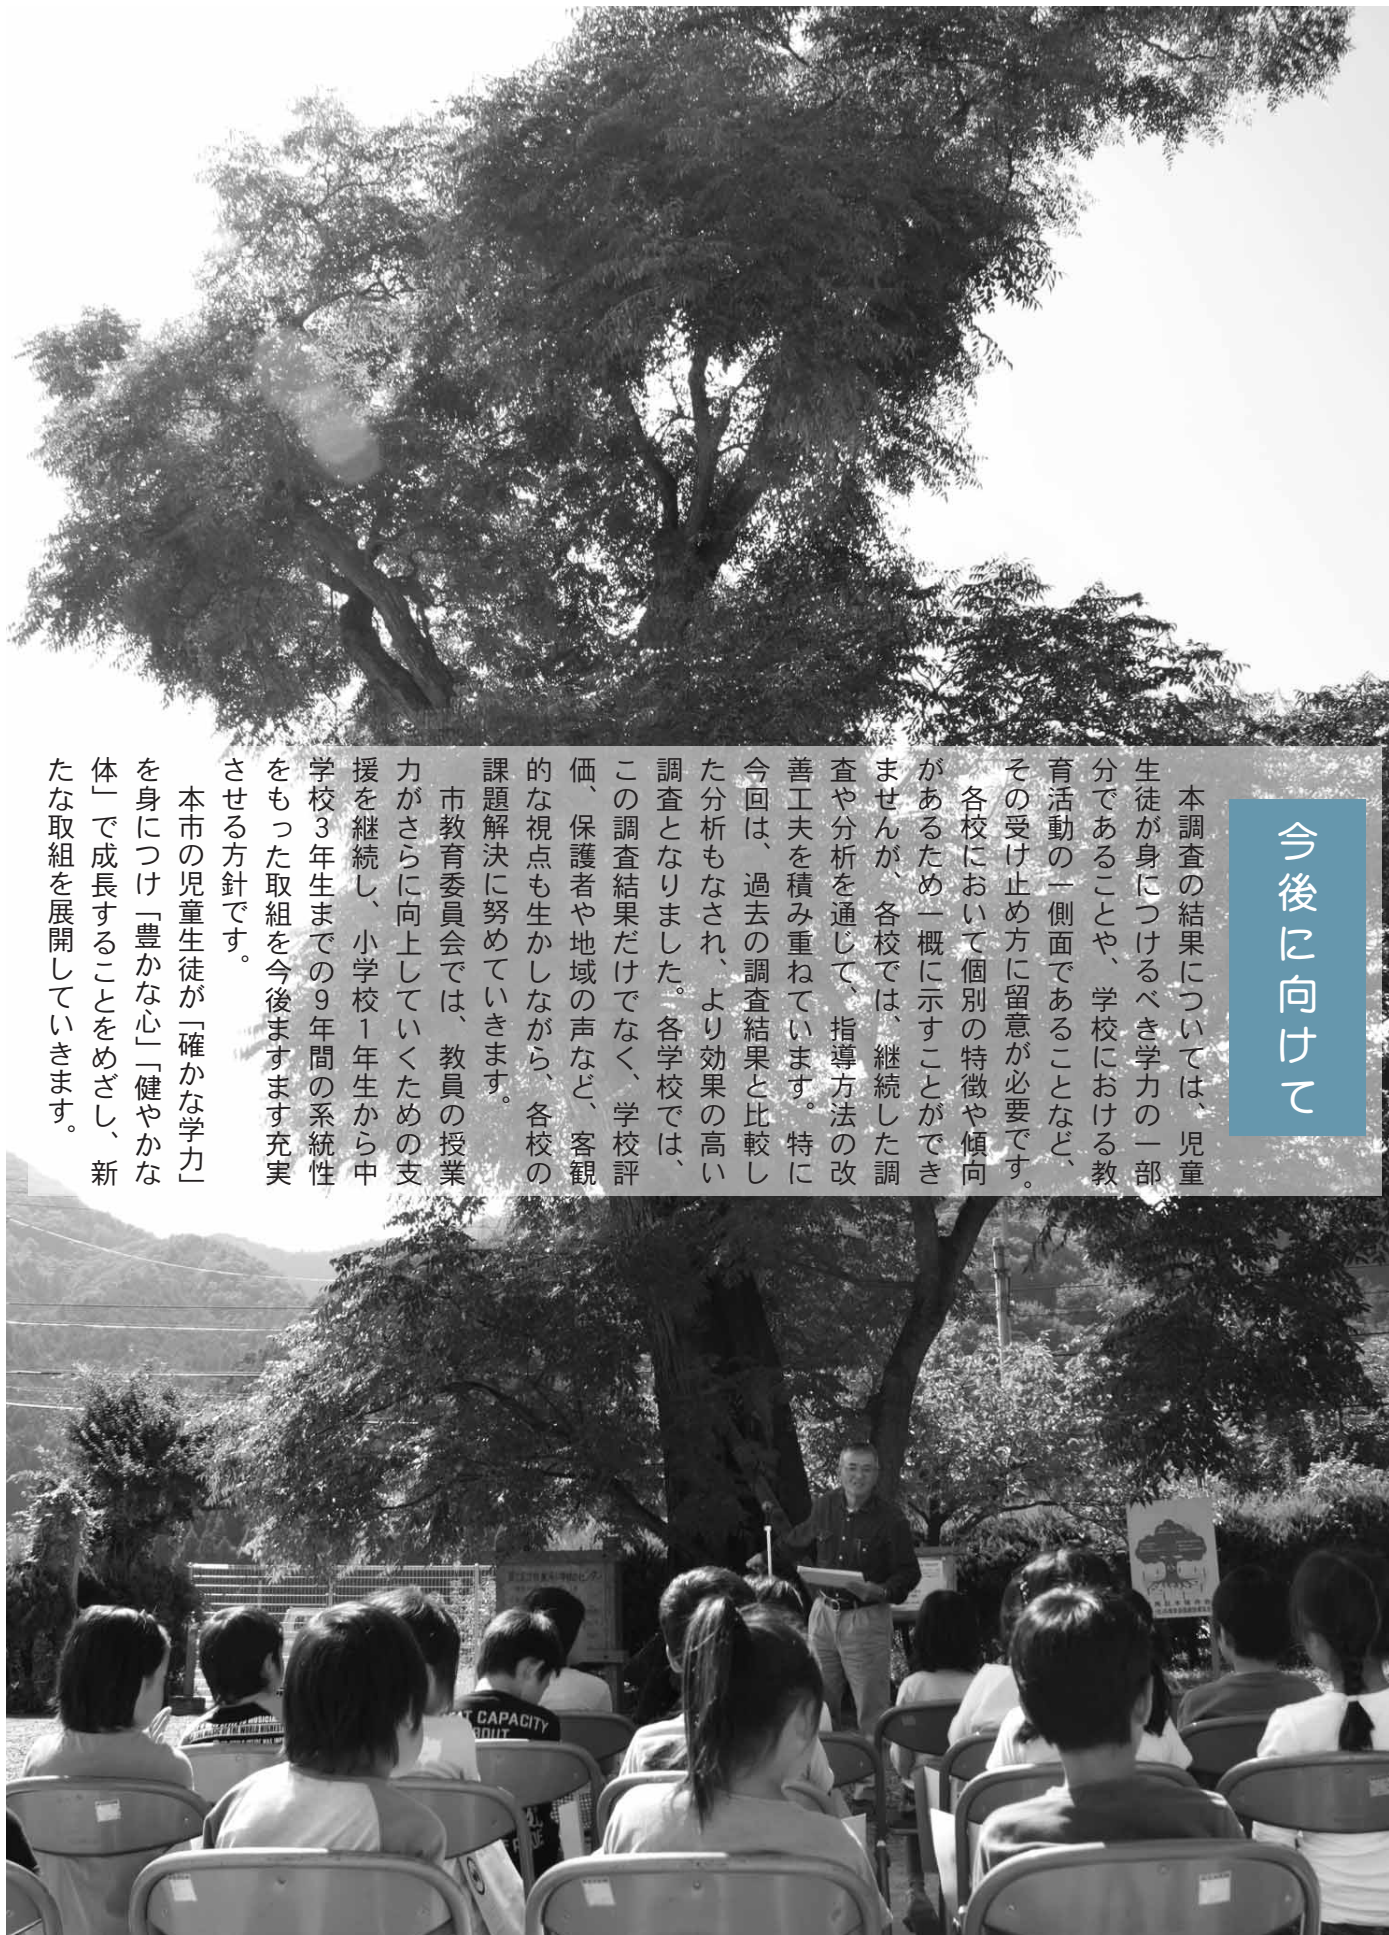 今後に向けて
　本調査の結果については、児童
生徒が身につけるべき学力の一部
分であることや、学校における教
育活動の一側面であることなど、
その受け止め方に留意が必要です。
　各校において個別の特徴や傾向
があるため一概に示すことができ
ませんが、各校では、継続した調
査や分析を通じて、指導方法の改
善工夫を積み重ねています。特に
今回は、過去の調査結果と比較し
た分析もなされ、より効果の高い
調査となりました。各学校では、
この調査結果だけでなく、学校評
価、保護者や地域の声など、客観
的な視点も生かしながら、各校の
課題解決に努めていきます。
　市教育委員会では、教員の授業
力がさらに向上していくための支
援を継続し、小学校1年生から中
学校3年生までの9年間の系統性
をもった取組を今後ますます充実
させる方針です。
　本市の児童生徒が「確かな学力」
を身につけ「豊かな心」「健やかな
体」で成長することをめざし、新
たな取組を展開していきます。
CAPACITY